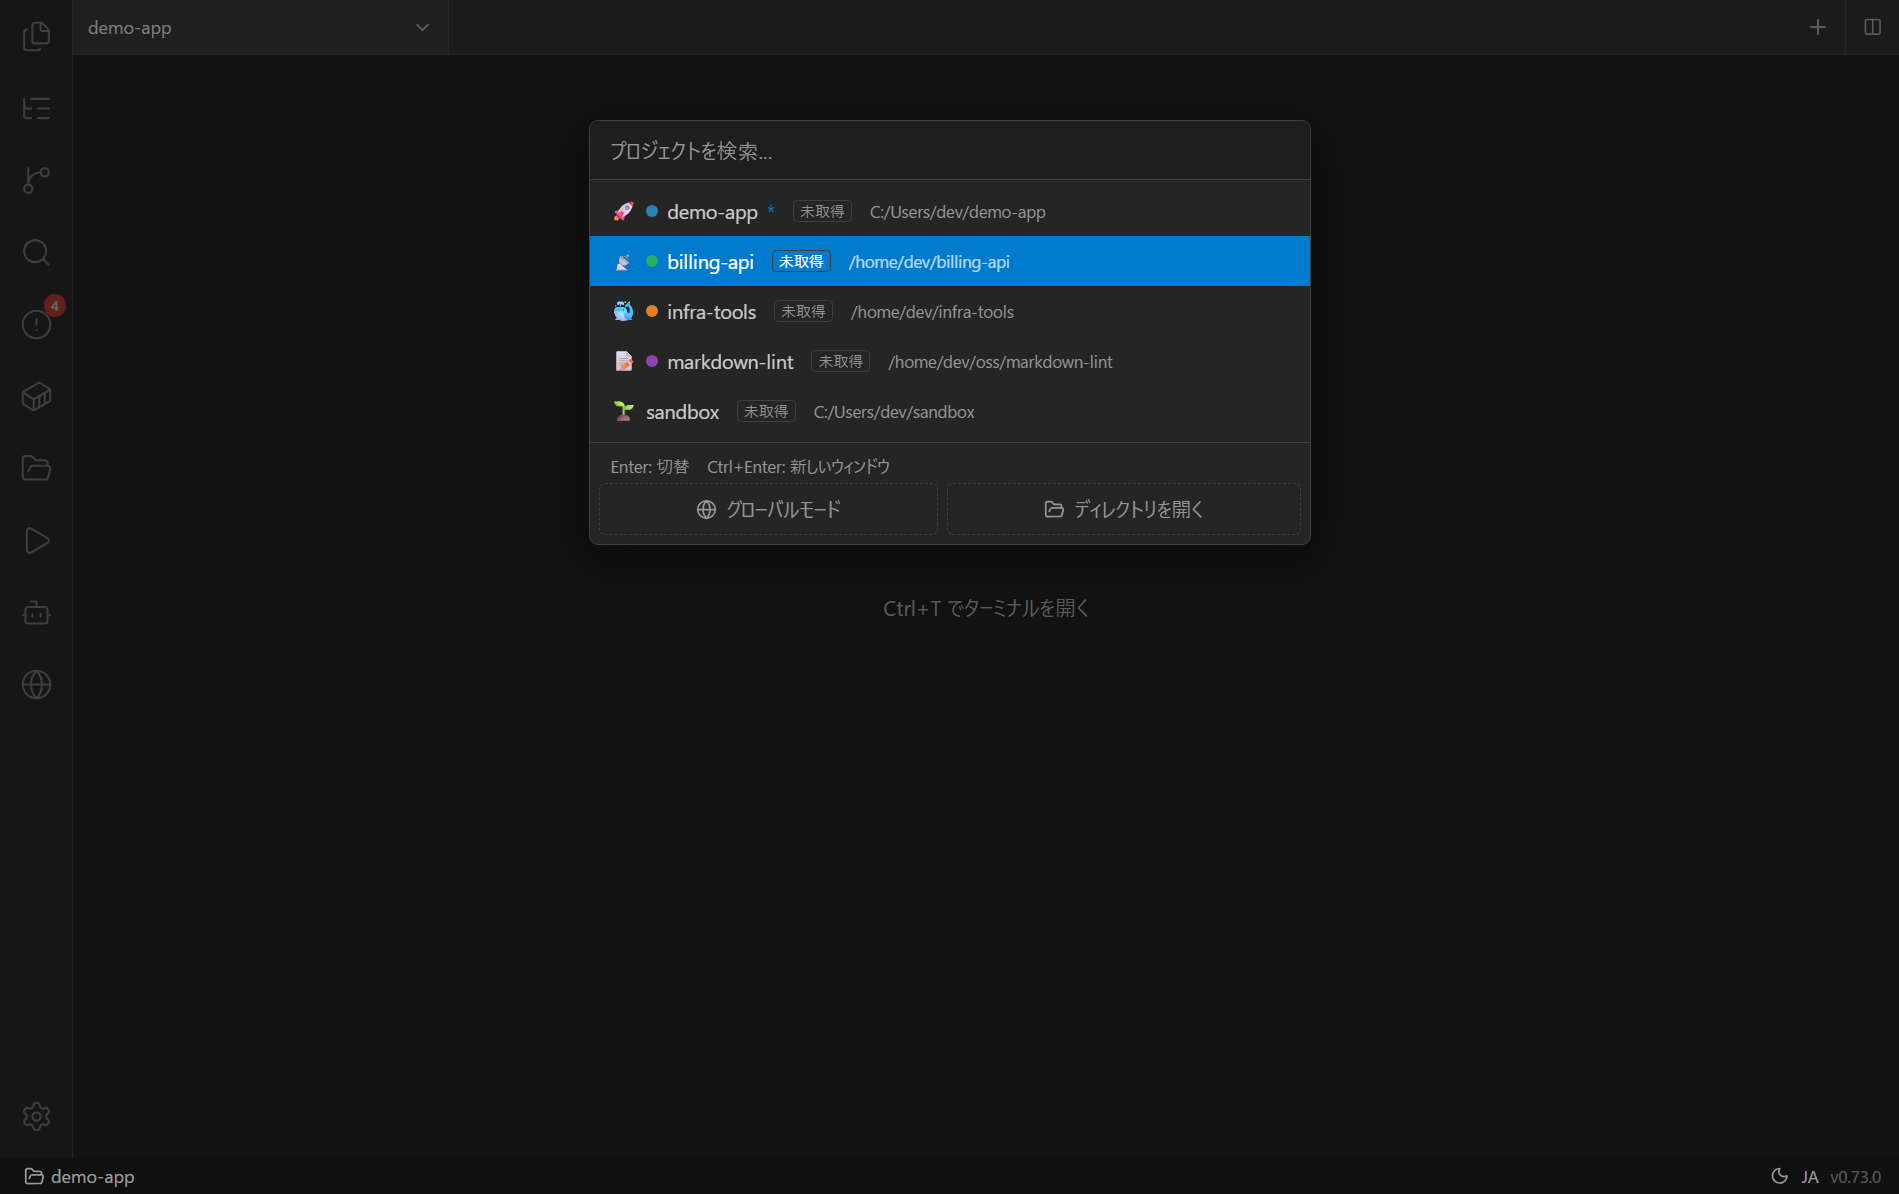 demo-app
4
プロジェクトを検索...
demo-app * 未取得 C:/Users/dev/demo-app
billing-api 未取得 /home/dev/billing-api
infra-tools 未取得 /home/dev/infra-tools
markdown-lint 未取得 /home/dev/oss/markdown-lint
sandbox 未取得 C:/Users/dev/sandbox
Enter: 切替 Ctrl+Enter: 新しいウィンドウ
グローバルモード ディレクトリを開く
Ctrl+T でターミナルを開く
demo-app JA v0.73.0